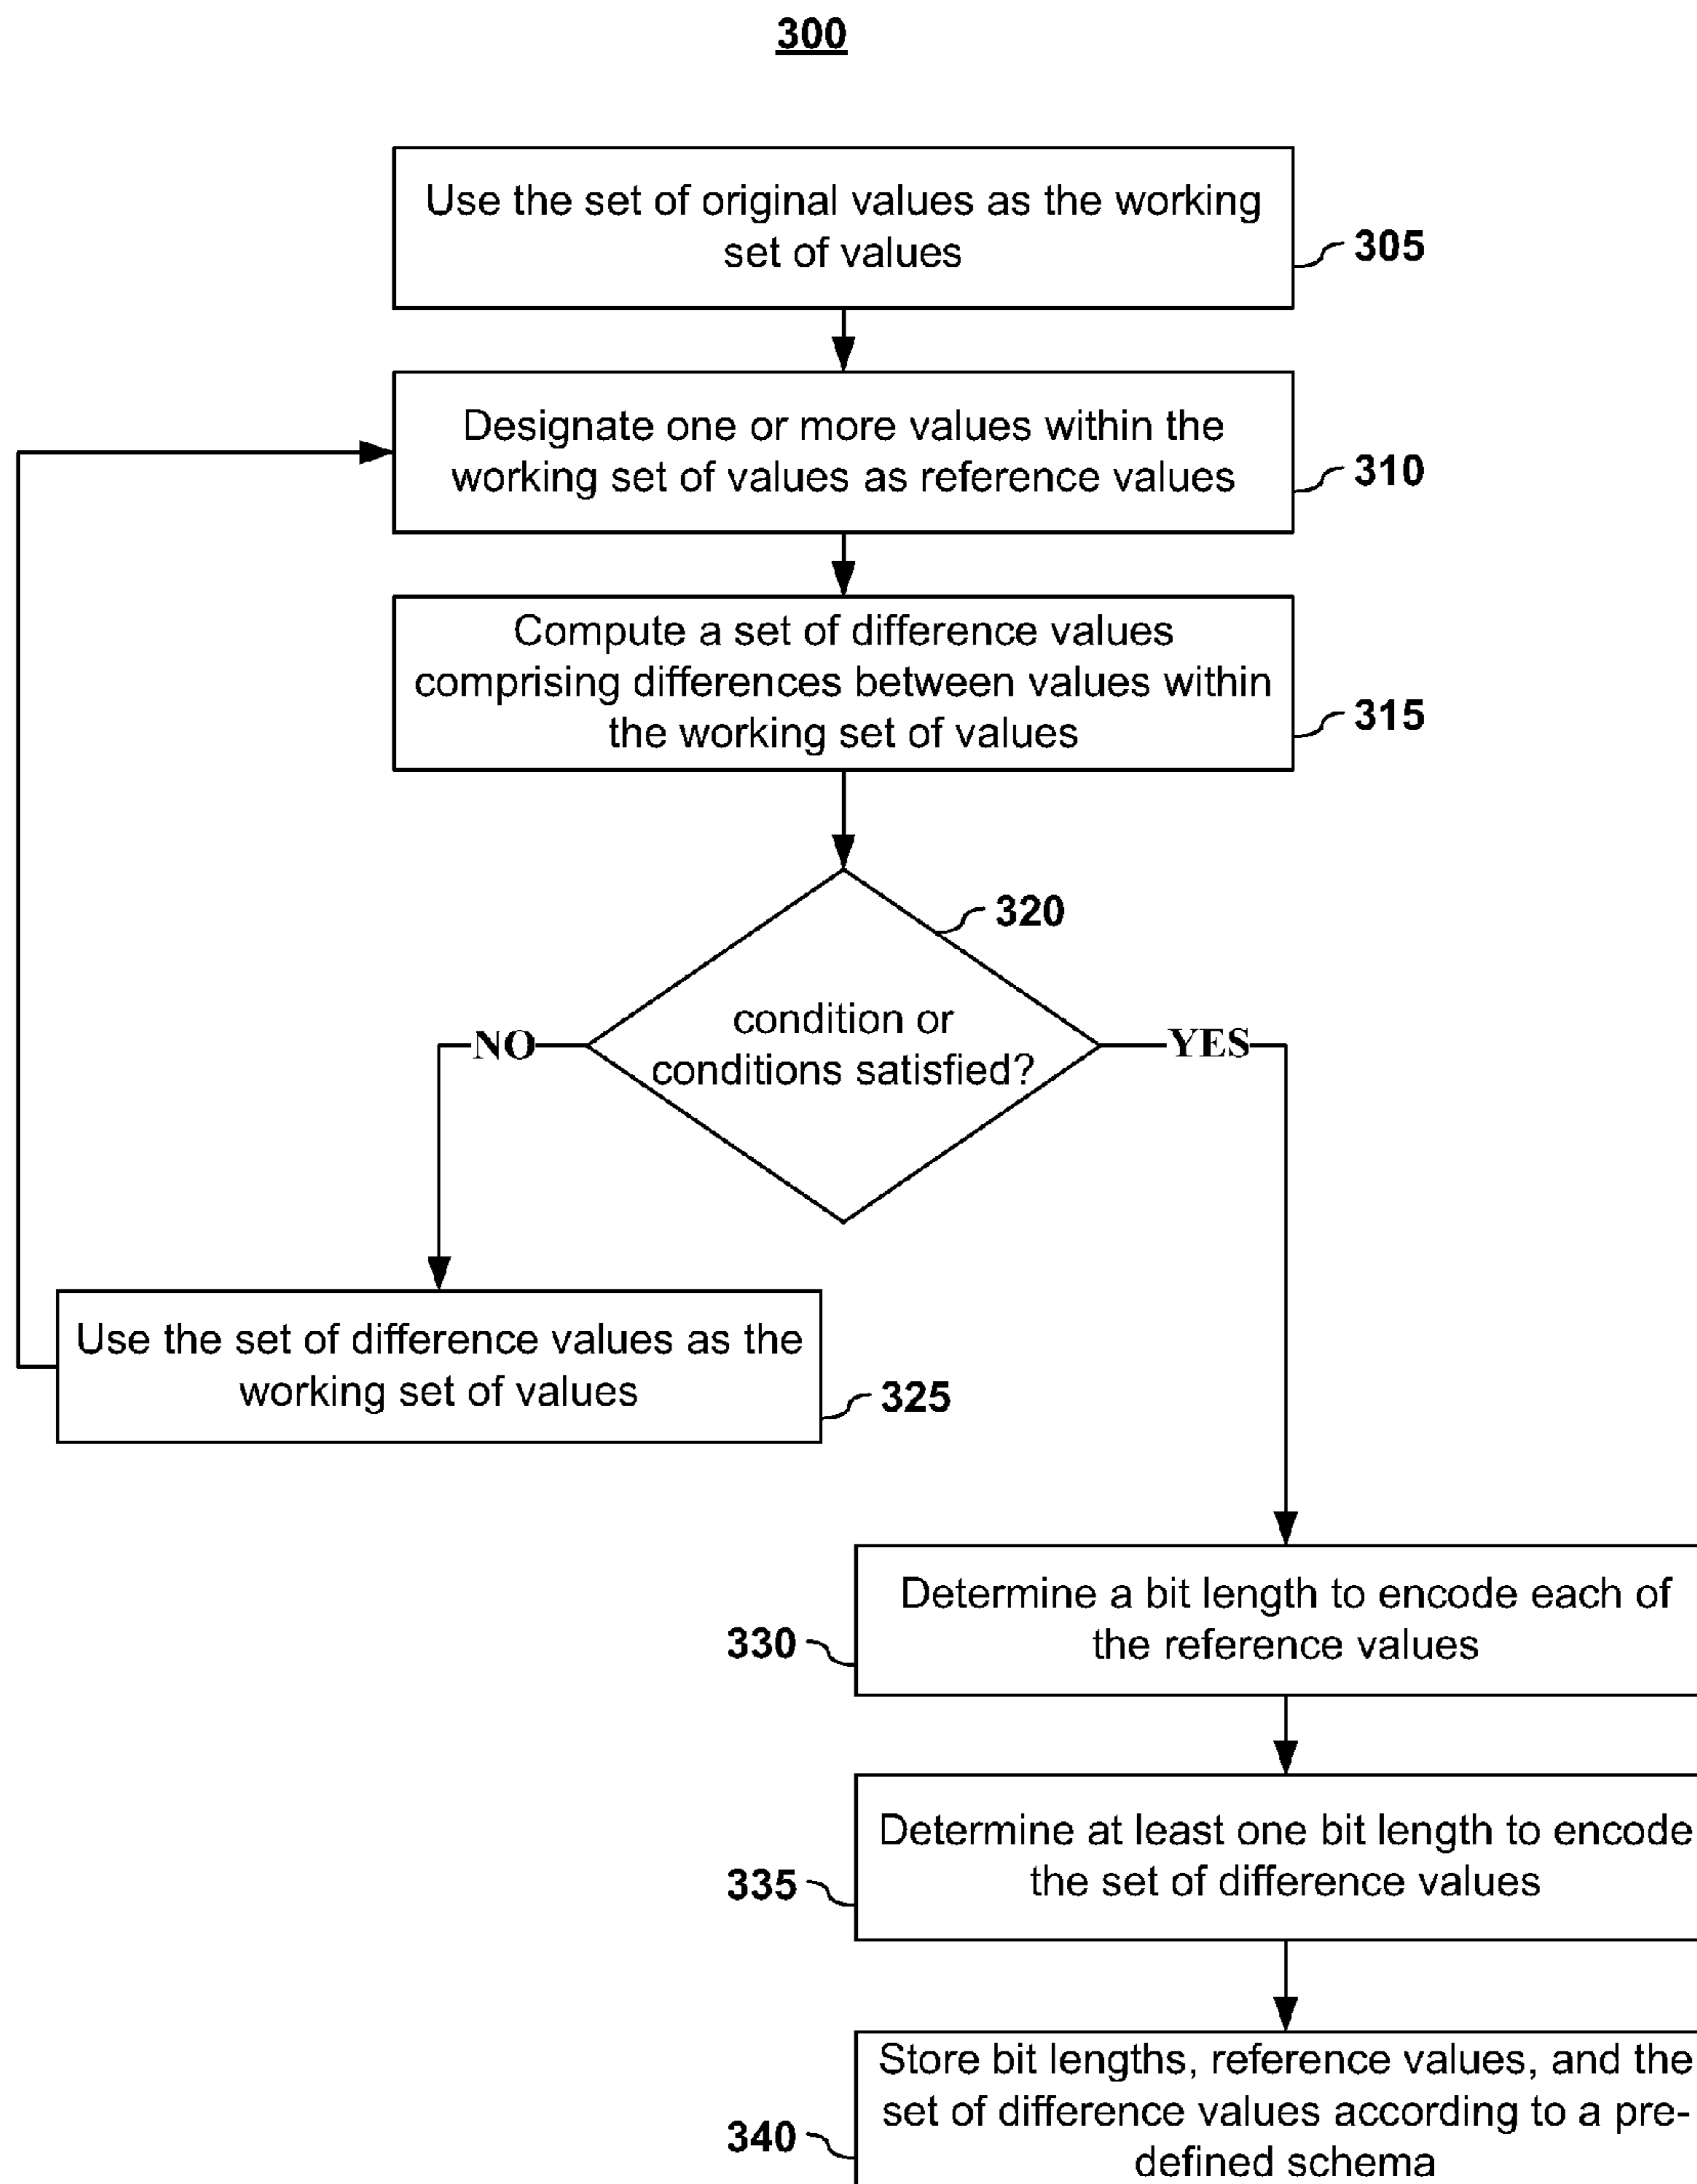 300
Use the set of original values as the working
set of values
305
Designate one or more values within the
working set of values as reference values
310
Compute a set of difference values
comprising differences between values within
the working set of values
315
320
condition or
conditions satisfied?
NO
YES
Use the set of difference values as the
working set of values
325
Determine a bit length to encode each of
the reference values
330
Determine at least one bit length to encode
the set of difference values
335
Store bit lengths, reference values, and the
set of difference values according to a pre-
defined schema
340